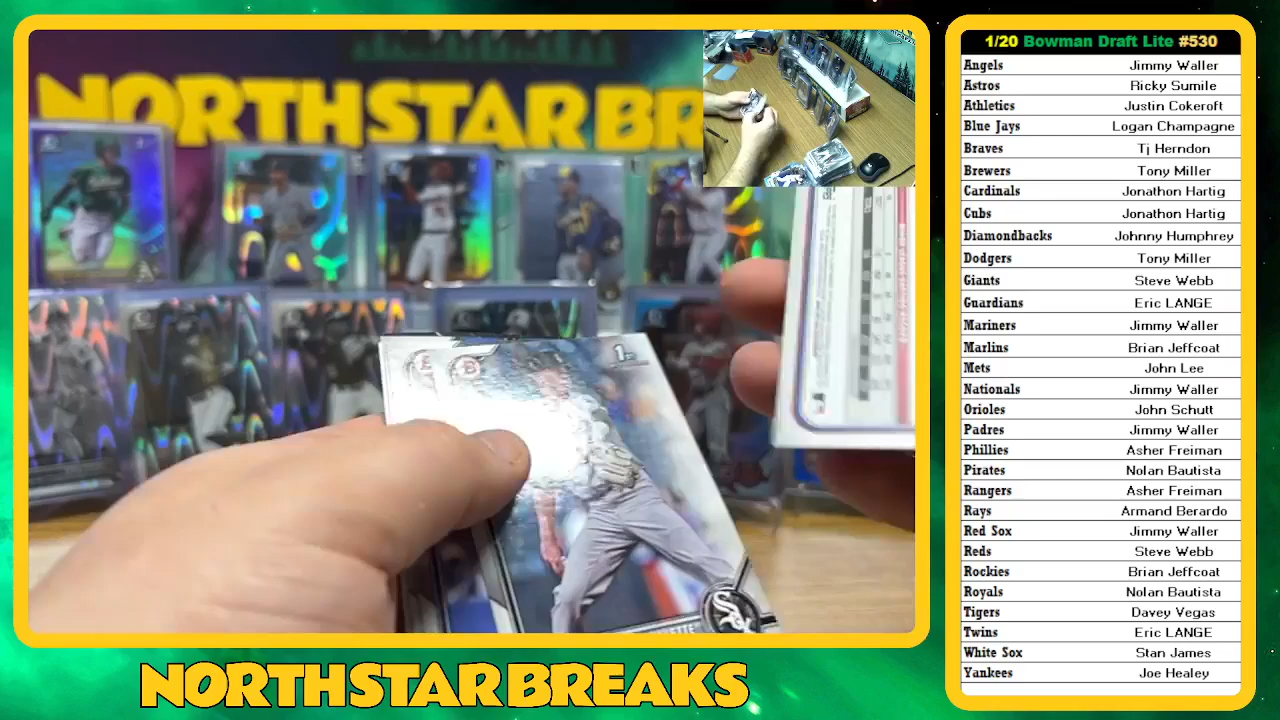 NORTHSTARBREAKS
1st
NORTHSTARBREAKS
1/20 Bowman Draft Lite #530
Angels Jimmy Waller
Astros Ricky Sumile
Athletics Justin Cokeroft
Blue Jays Logan Champagne
Braves Tj Herndon
Brewers Tony Miller
Cardinals Jonathon Hartig
Cubs Jonathon Hartig
Diamondbacks Johnny Humphrey
Dodgers Tony Miller
Giants Steve Webb
Guardians Eric LANGE
Mariners Jimmy Waller
Marlins Brian Jeffcoat
Mets John Lee
Nationals Jimmy Waller
Orioles John Schutt
Padres Jimmy Waller
Phillies Asher Freiman
Pirates Nolan Bautista
Rangers Asher Freiman
Rays Armand Berardo
Red Sox Jimmy Waller
Reds Steve Webb
Rockies Brian Jeffcoat
Royals Nolan Bautista
Tigers Davey Vegas
Twins Eric LANGE
White Sox Stan James
Yankees Joe Healey